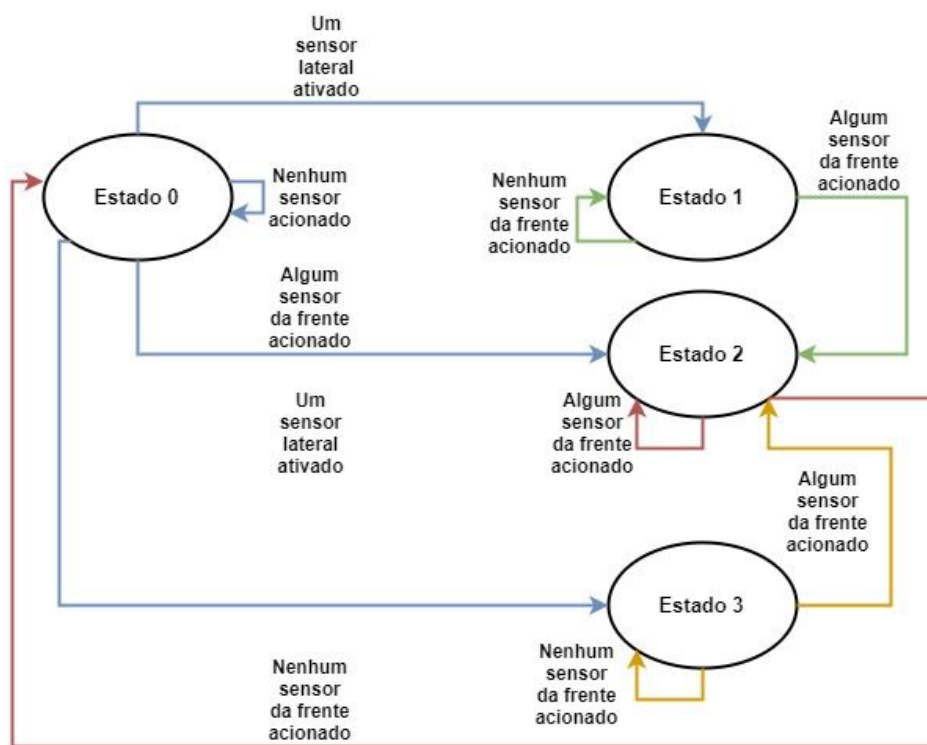 Um
sensor
lateral
ativado
Estado 0
Nenhum
sensor
acionado
Nenhum
sensor
da frente
acionado
Estado 1
Algum
sensor
da frente
acionado
Algum
sensor
da frente
acionado
Estado 2
Um
sensor
lateral
ativado
Algum
sensor
da frente
acionado
Algum
sensor
da frente
acionado
Estado 3
Nenhum
sensor
da frente
acionado
Nenhum
sensor
da frente
acionado